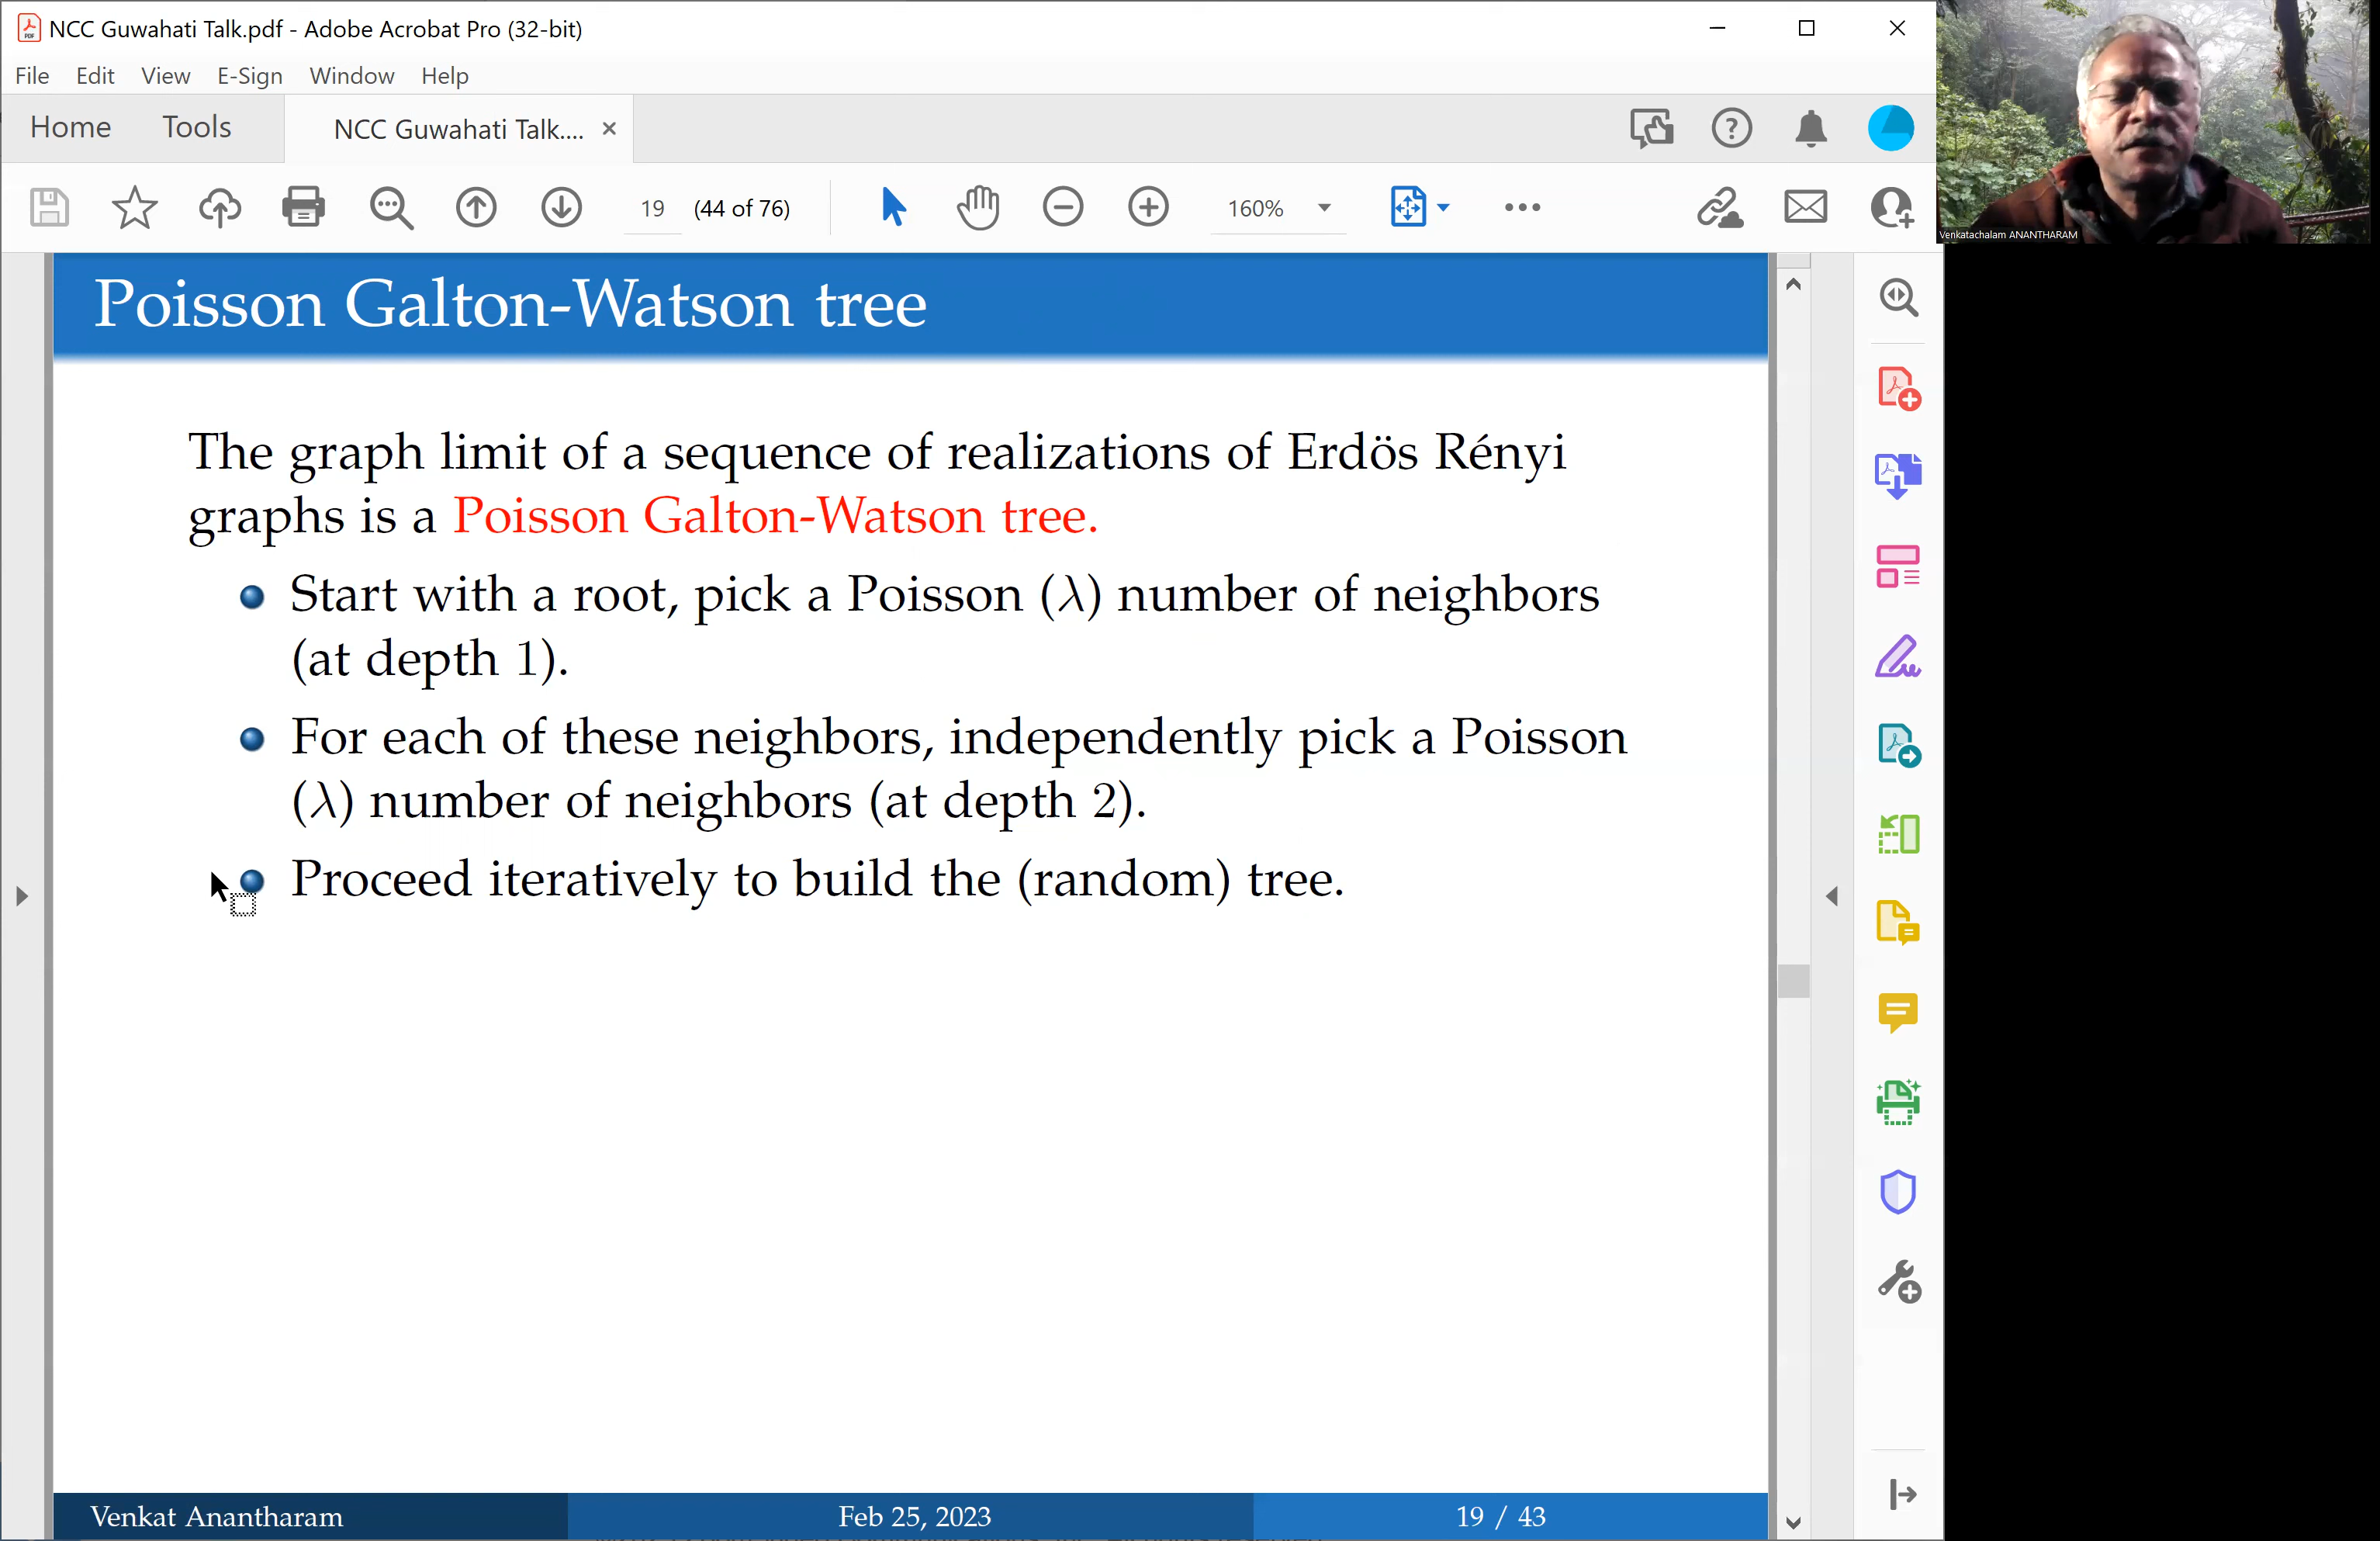 NCC Guwahati Talk.pdf - Adobe Acrobat Pro (32-bit)
File Edit View E-Sign Window Help
Home Tools NCC Guwahati Talk.... ×
19 (44 of 76) 160%
Venkatachalam ANANTHARAM
Poisson Galton-Watson tree
The graph limit of a sequence of realizations of Erdös Rényi
graphs is a Poisson Galton-Watson tree.
Start with a root, pick a Poisson (λ) number of neighbors
(at depth 1).
For each of these neighbors, independently pick a Poisson
(λ) number of neighbors (at depth 2).
Proceed iteratively to build the (random) tree.
Venkat Anantharam Feb 25, 2023 19 / 43